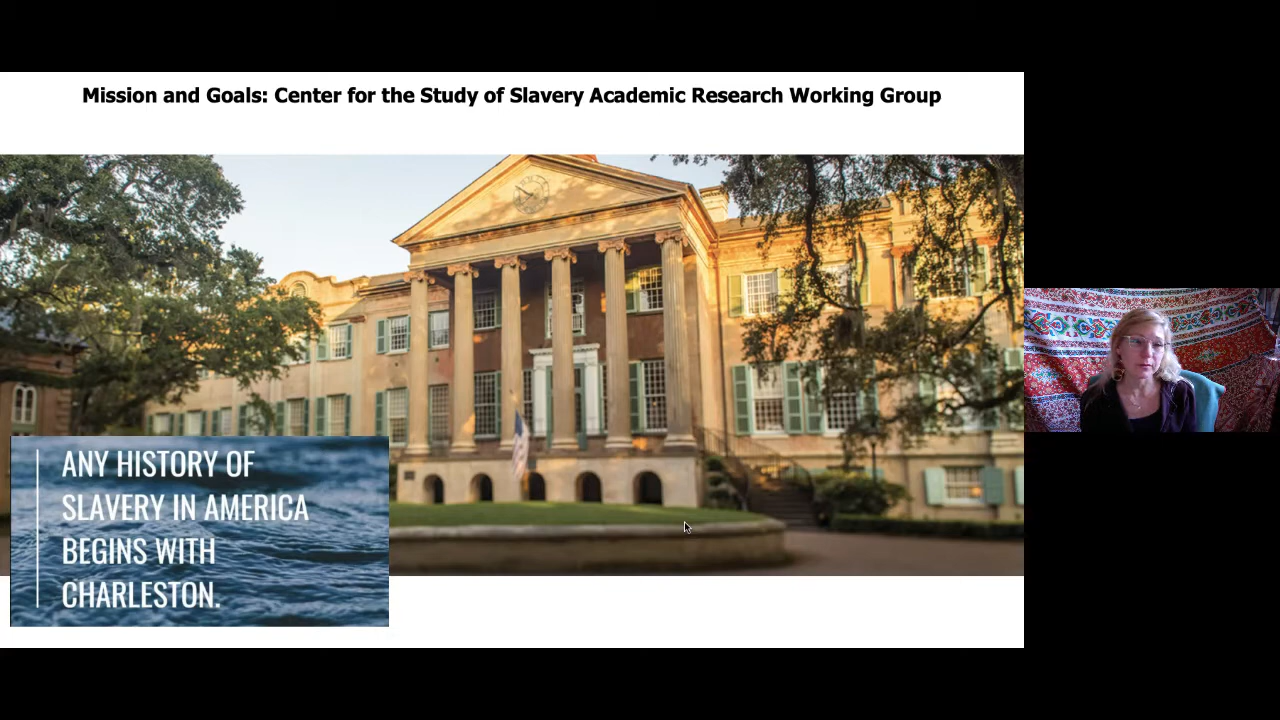 Mission and Goals: Center for the Study of Slavery Academic Research Working Group
ANY HISTORY OF
SLAVERY IN AMERICA
BEGINS WITH
CHARLESTON.